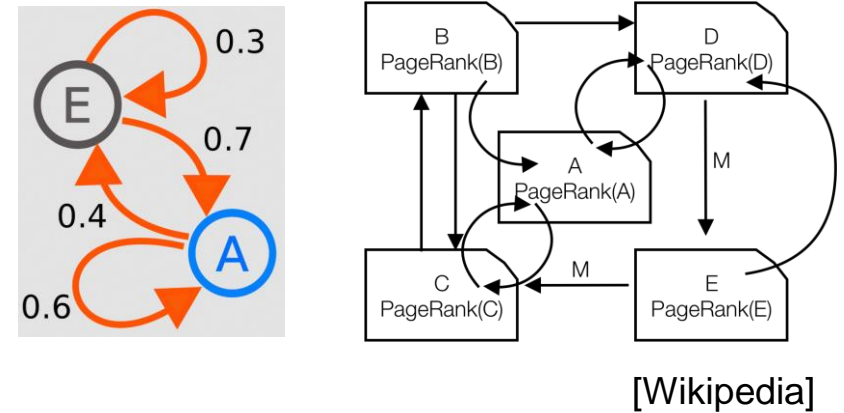 0.3
E
0.7
0.4
A
0.6
B
PageRank(B)
D
PageRank(D)
A
PageRank(A)
M
C
PageRank(C)
M
E
PageRank(E)
[Wikipedia]